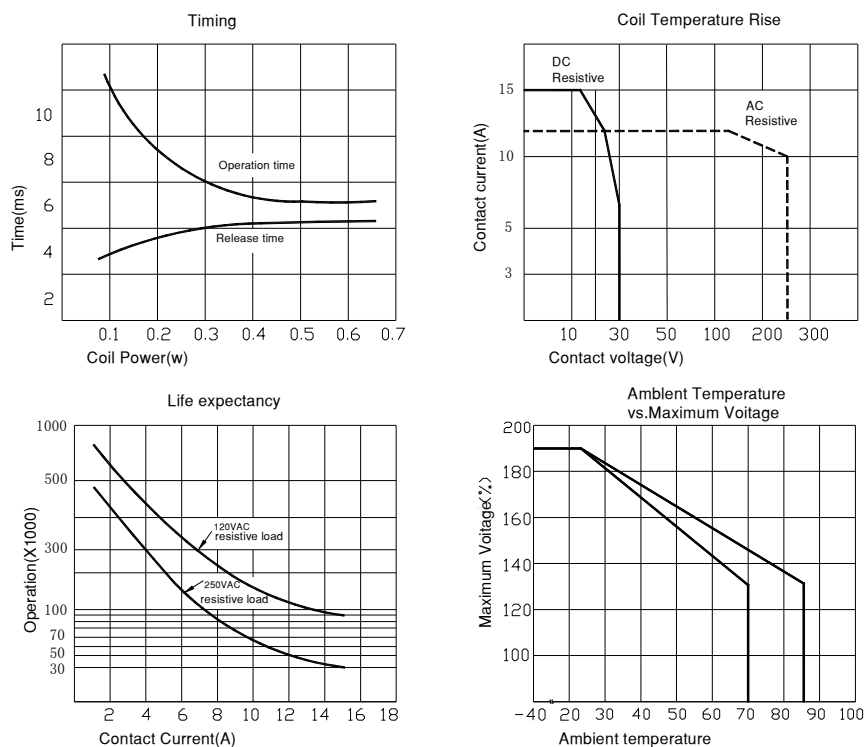 Timing
10
8
6
4
2
Time(ms)
Operation time
Release time
0.1 0.2 0.3 0.4 0.5 0.6 0.7
Coil Power(w)
Coil Temperature Rise
DC
Resistive
AC
Resistive
15
10
5
3
Contact current(A)
10 30 50 100 200 300
Contact voltage(V)
Life expectancy
1000
500
300
100
70
50
30
Operation(X1000)
120VAC
resistive load
250VAC
resistive load
2 4 6 8 10 12 14 16 18
Contact Current(A)
Amblent Temperature
vs.Maximum Voitage
200
180
160
140
120
100
Maximum Voltage(%)
-40 20 30 40 50 60 70 80 90 100
Ambient temperature